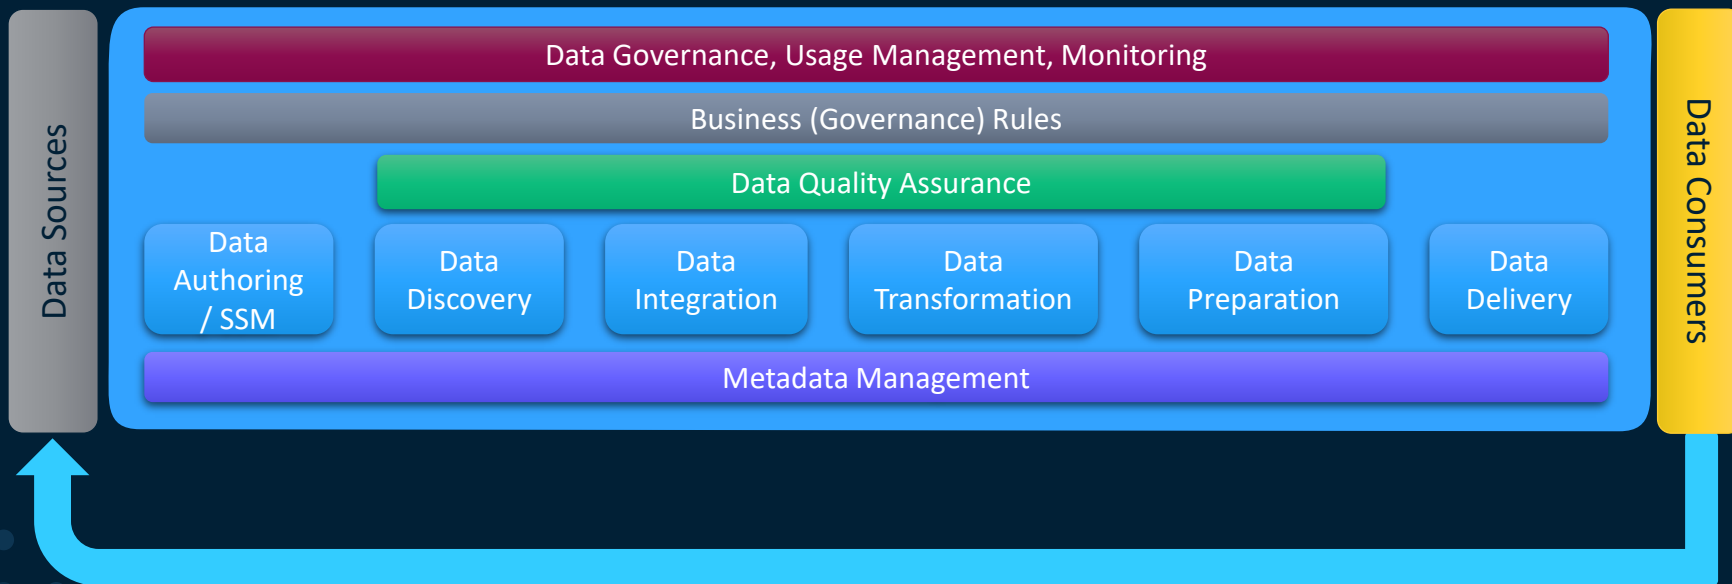 Data Sources
Data Governance, Usage Management, Monitoring
Business (Governance) Rules
Data Quality Assurance
Data
Authoring
/ SSM
Data
Discovery
Data
Integration
Data
Transformation
Data
Preparation
Data
Delivery
Metadata Management
Data Consumers